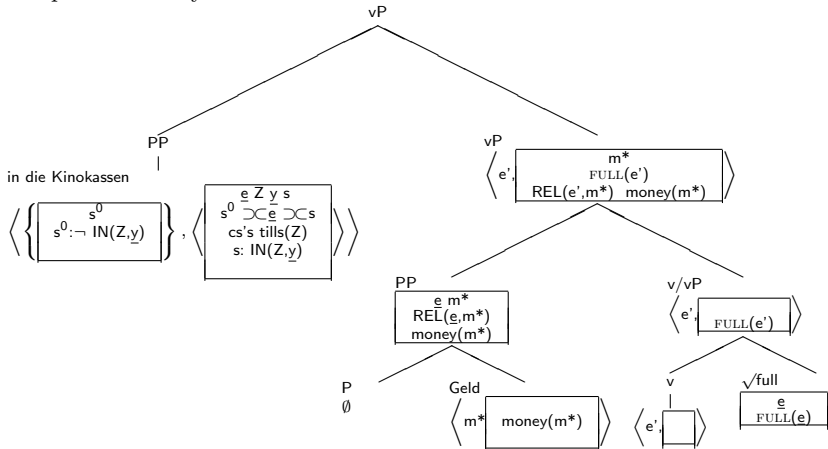 vP
PP
in die Kinokassen
⟨{ s⁰
s⁰:¬ IN(Z,y) }, ⟨ e Z y s
s⁰ ⊃⊂ e ⊃⊂ s
cs's tills(Z)
s: IN(Z,y) ⟩⟩
vP
⟨ e', m*
FULL(e')
REL(e',m*) money(m*) ⟩
PP
e m*
REL(e,m*)
money(m*)
v/vP
⟨ e', FULL(e') ⟩
P
∅
Geld
⟨ m* money(m*) ⟩
v
⟨ e', ⟩
√full
e
FULL(e)